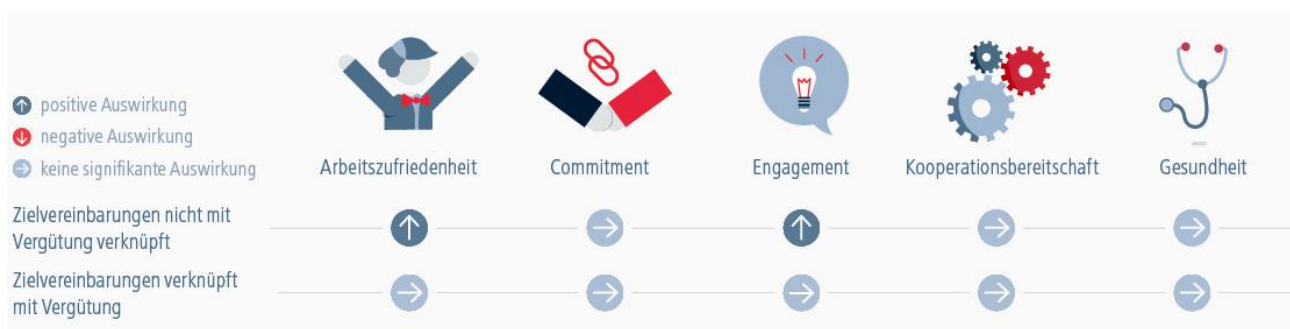 positive Auswirkung
negative Auswirkung
keine signifikante Auswirkung
Arbeitszufriedenheit
Commitment
Engagement
Kooperationsbereitschaft
Gesundheit
Zielvereinbarungen nicht mit
Vergütung verknüpft
Zielvereinbarungen verknüpft
mit Vergütung